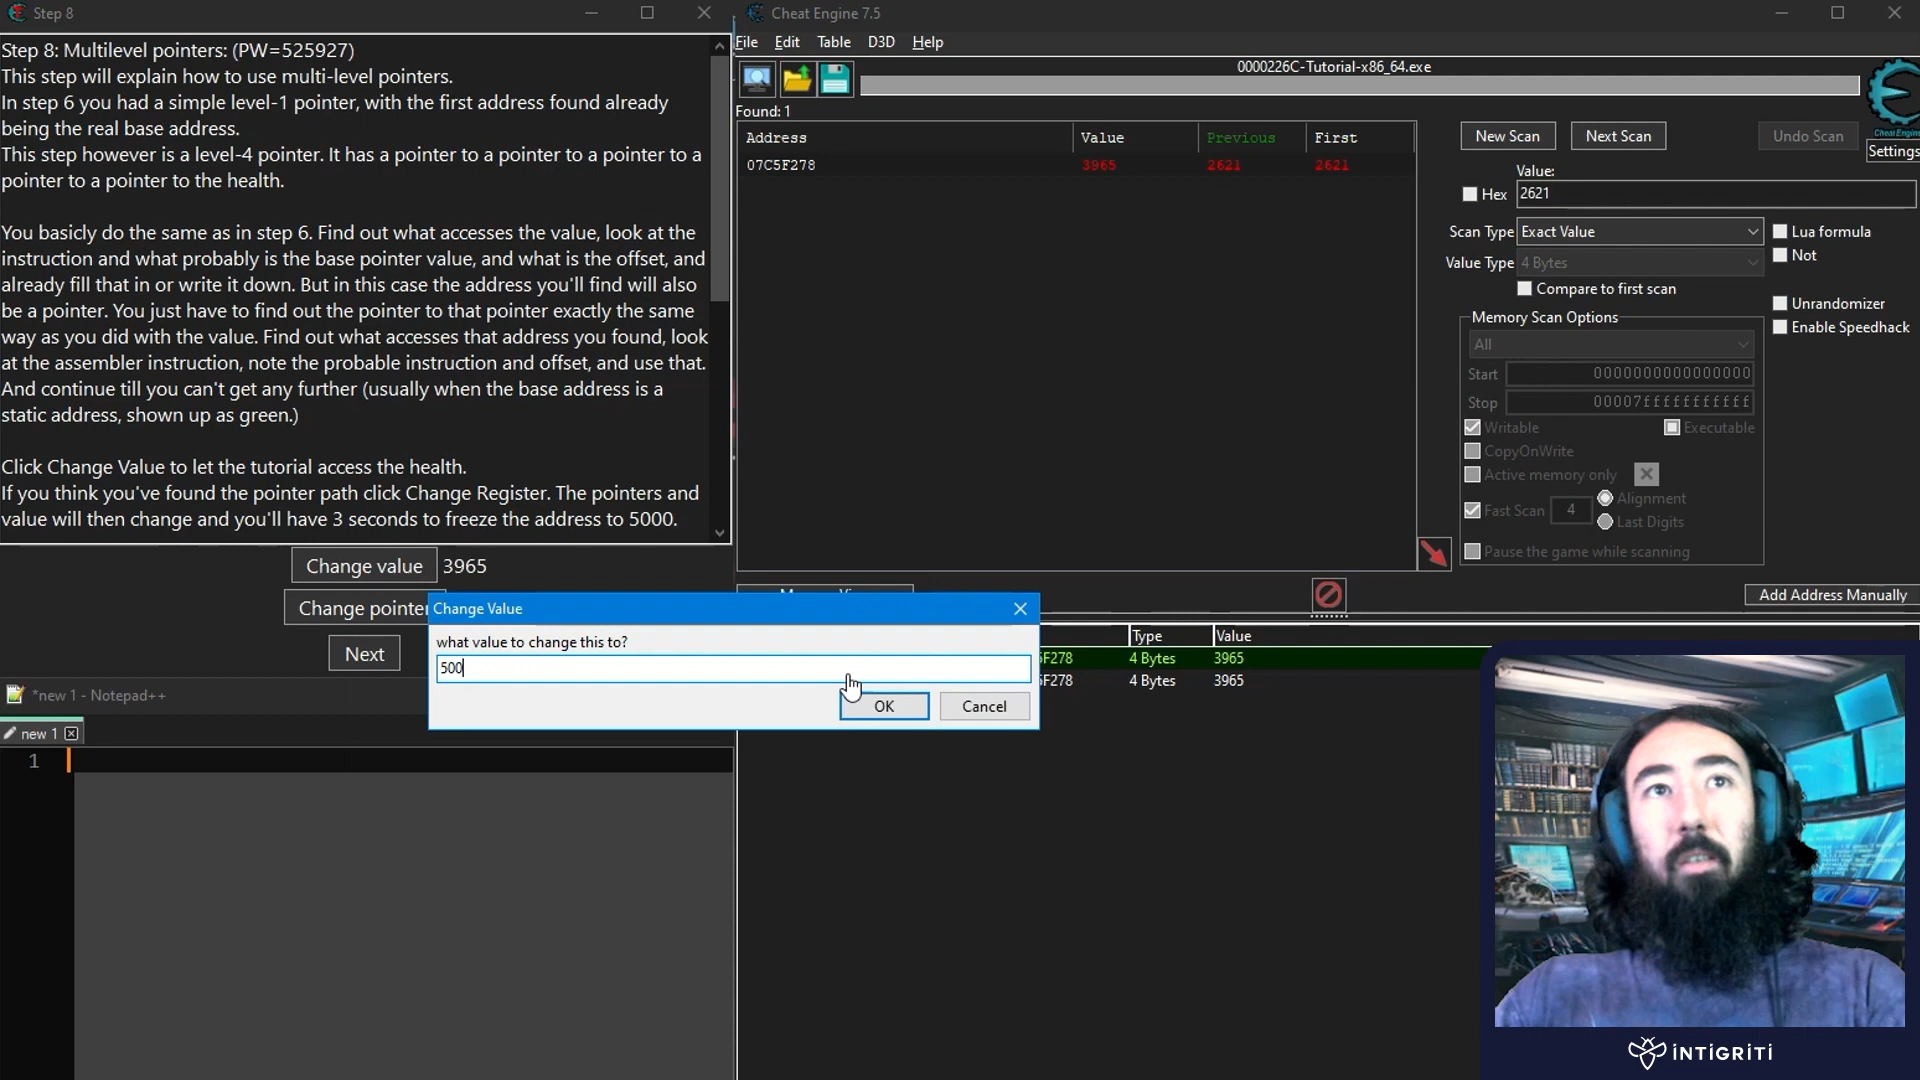 Step 8
Step 8: Multilevel pointers: (PW=525927)
This step will explain how to use multi-level pointers.
In step 6 you had a simple level-1 pointer, with the first address found already
being the real base address.
This step however is a level-4 pointer. It has a pointer to a pointer to a pointer to a
pointer to a pointer to the health.
You basicly do the same as in step 6. Find out what accesses the value, look at the
instruction and what probably is the base pointer value, and what is the offset, and
already fill that in or write it down. But in this case the address you'll find will also
be a pointer. You just have to find out the pointer to that pointer exactly the same
way as you did with the value. Find out what accesses that address you found, look
at the assembler instruction, note the probable instruction and offset, and use that.
And continue till you can't get any further (usually when the base address is a
static address, shown up as green.)
Click Change Value to let the tutorial access the health.
If you think you've found the pointer path click Change Register. The pointers and
value will then change and you'll have 3 seconds to freeze the address to 5000.
Change value 3965
Change pointer
Next
*new 1 - Notepad++
new 1
1
Cheat Engine 7.5
File Edit Table D3D Help
0000226C-Tutorial-x86_64.exe
Found: 1
Address Value Previous First
07C5F278 3965 2621 2621
New Scan Next Scan Undo Scan
Cheat Engine
Settings
Value:
Hex 2621
Scan Type Exact Value
Lua formula
Value Type 4 Bytes
Not
Compare to first scan
Unrandomizer
Enable Speedhack
Memory Scan Options
All
Start 0000000000000000
Stop 00007fffffffffff
Writable Executable
CopyOnWrite
Active memory only
Fast Scan 4 Alignment
Last Digits
Pause the game while scanning
Add Address Manually
Type Value
5F278 4 Bytes 3965
5F278 4 Bytes 3965
Change Value
what value to change this to?
500
OK Cancel
INTIGRITI